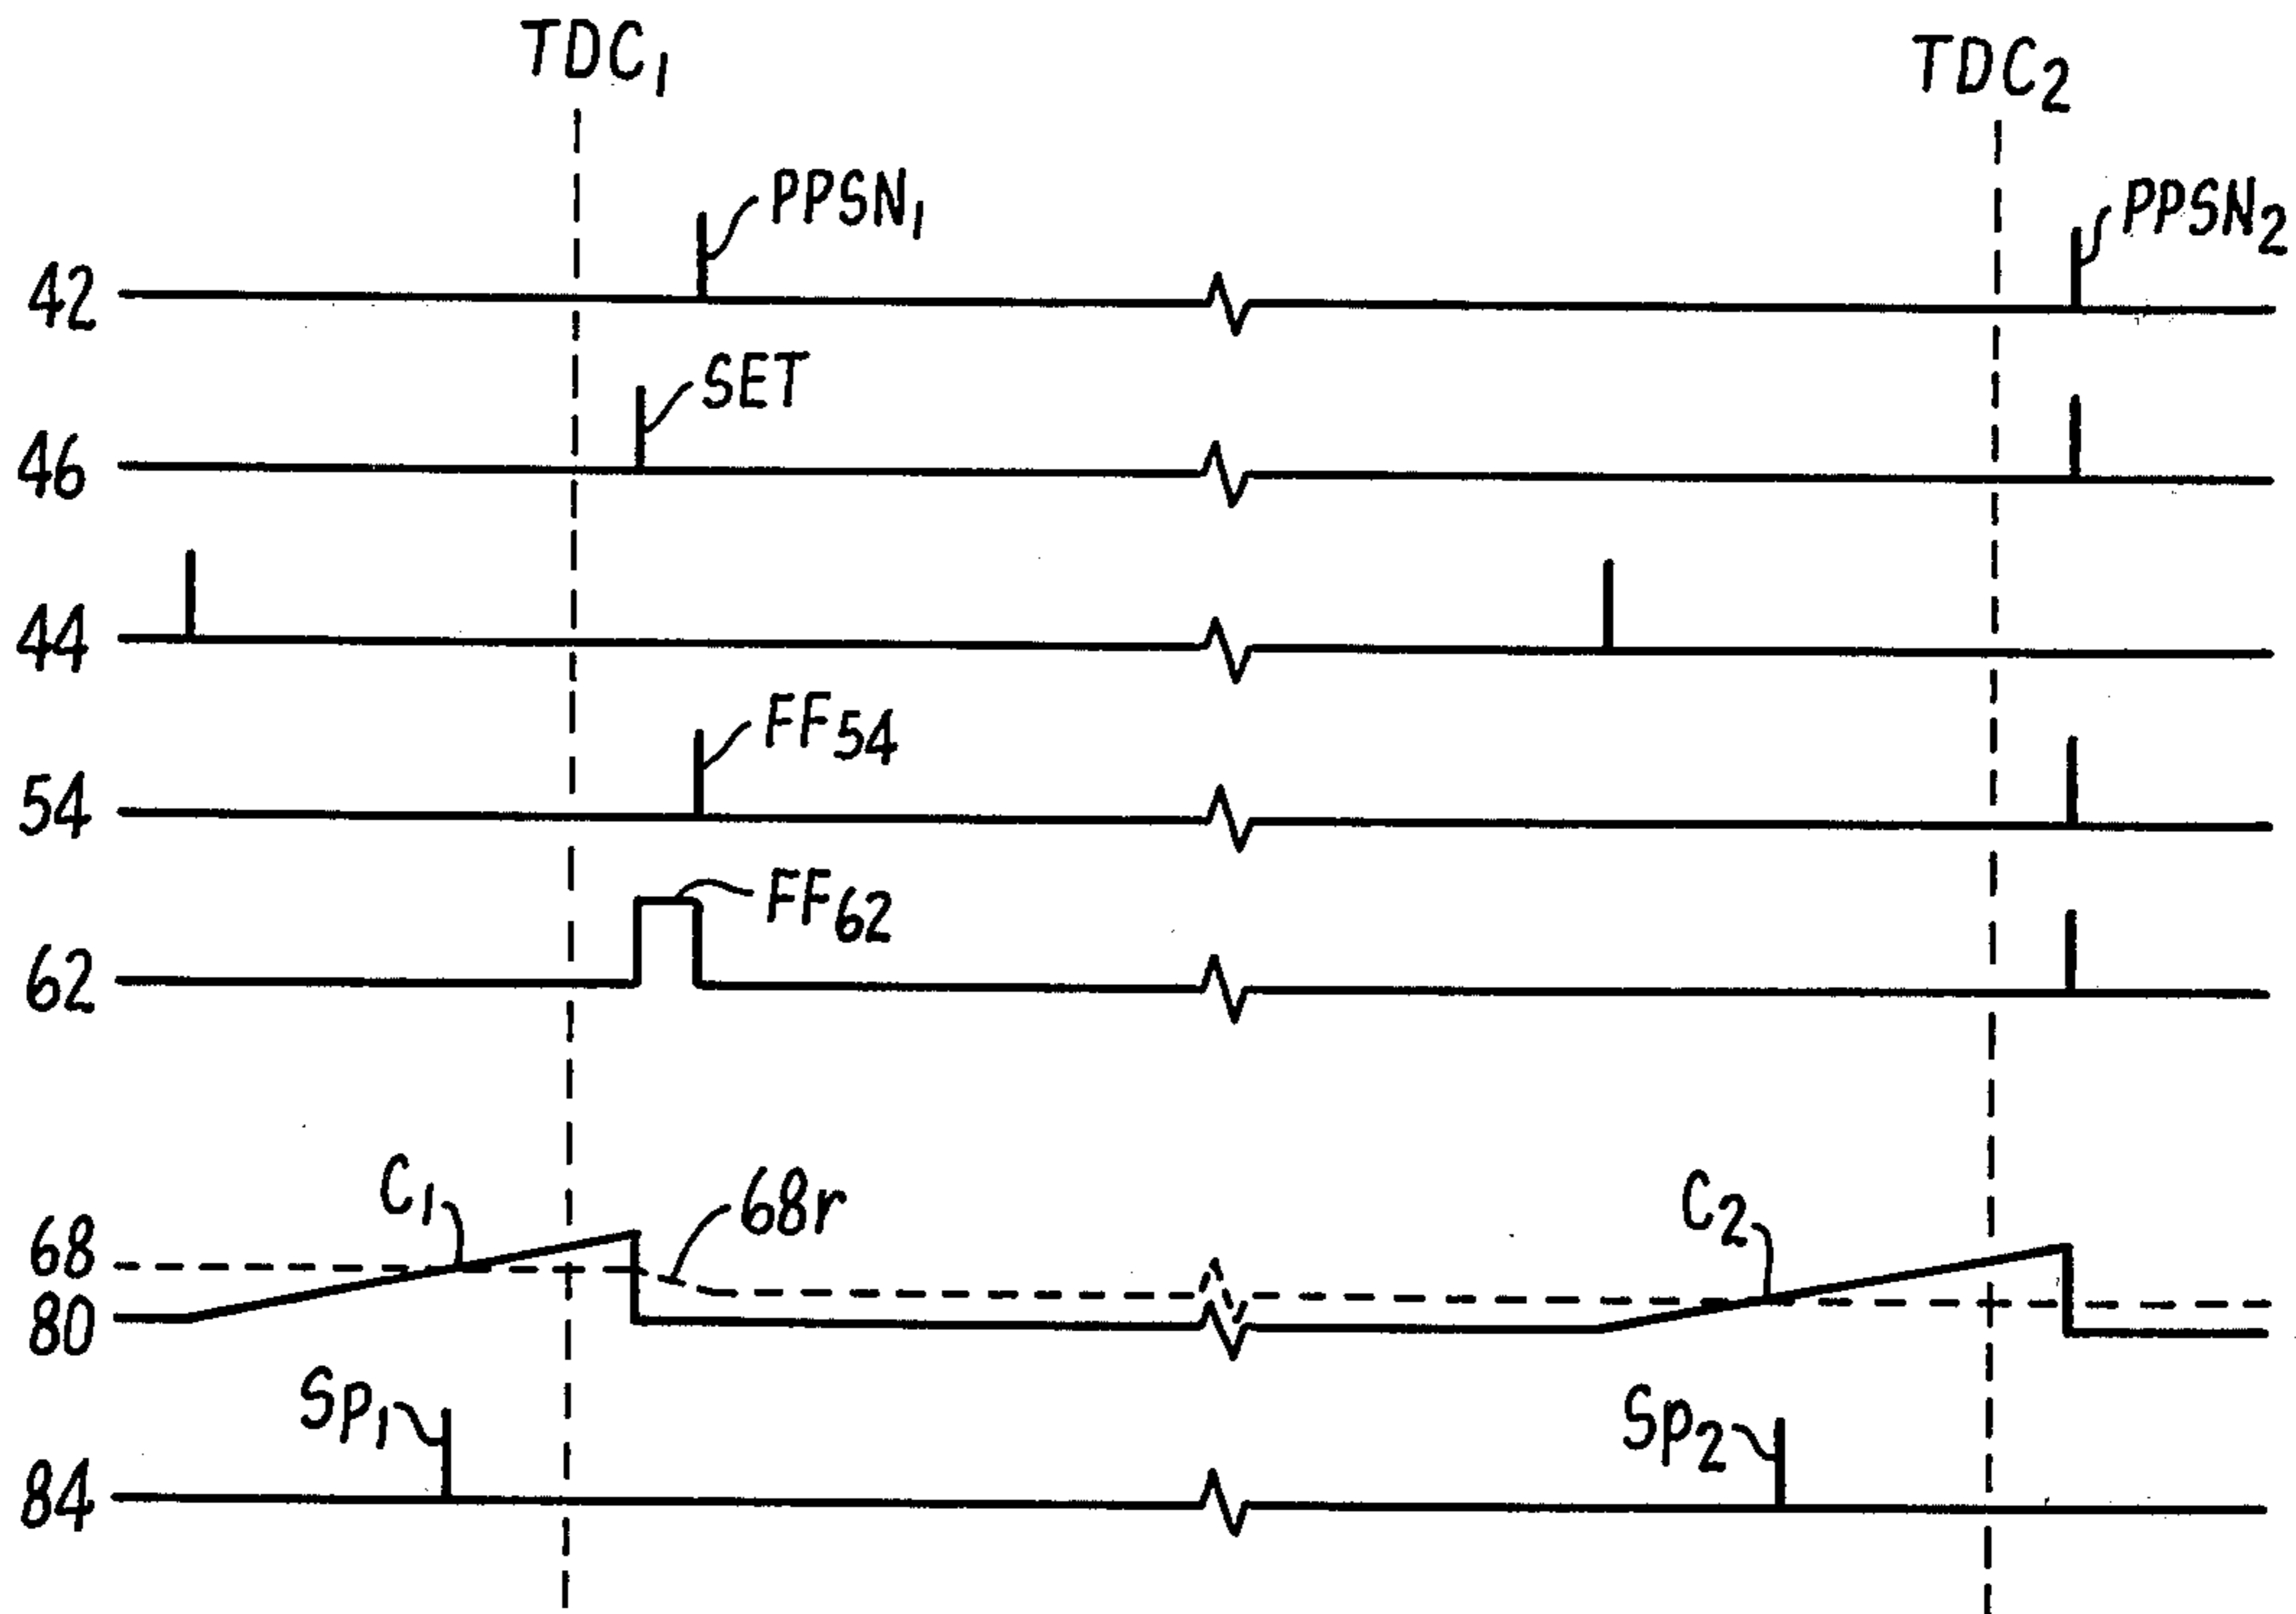 TDC1 TDC2
PPSN1 PPSN2
42
SET
46
44
FF54
54
FF62
62
C1 68r C2
68
80
SP1 SP2
84